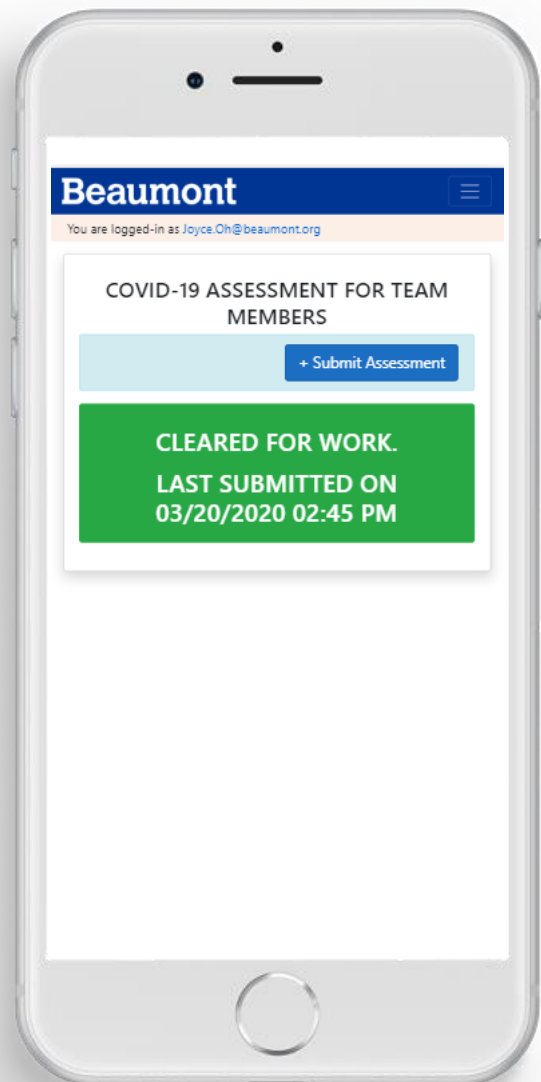 Beaumont
You are logged-in as Joyce.Oh@beaumont.org
COVID-19 ASSESSMENT FOR TEAM
MEMBERS
+ Submit Assessment
CLEARED FOR WORK.
LAST SUBMITTED ON
03/20/2020 02:45 PM